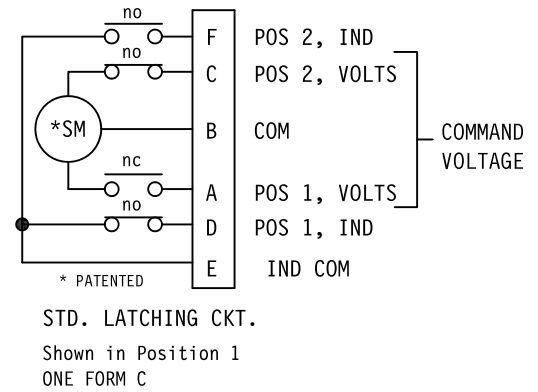 no
F POS 2, IND
no
C POS 2, VOLTS
*SM B COM COMMAND
VOLTAGE
nc
A POS 1, VOLTS
no
D POS 1, IND
E IND COM
* PATENTED
STD. LATCHING CKT.
Shown in Position 1
ONE FORM C